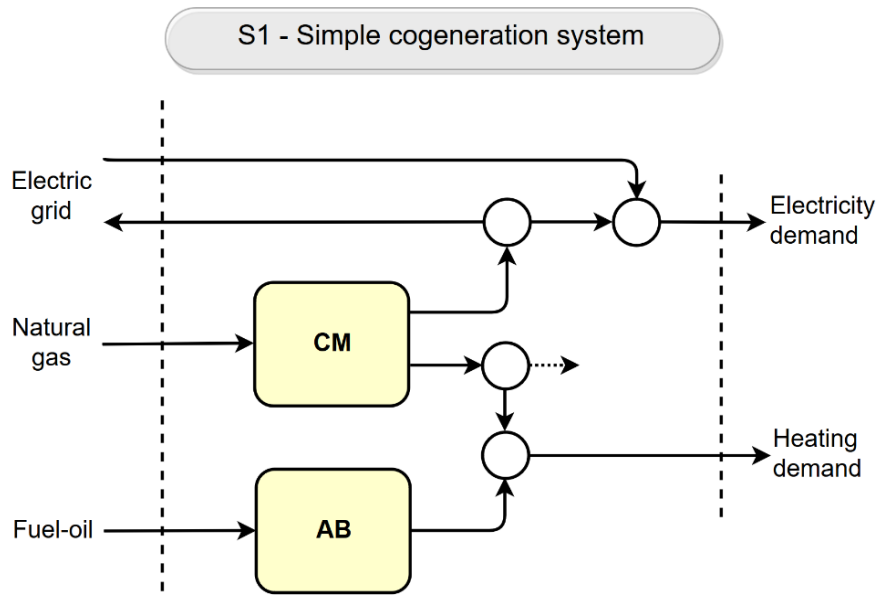 S1 - Simple cogeneration system
Electric
grid
Electricity
demand
Natural
gas
CM
Heating
demand
Fuel-oil
AB